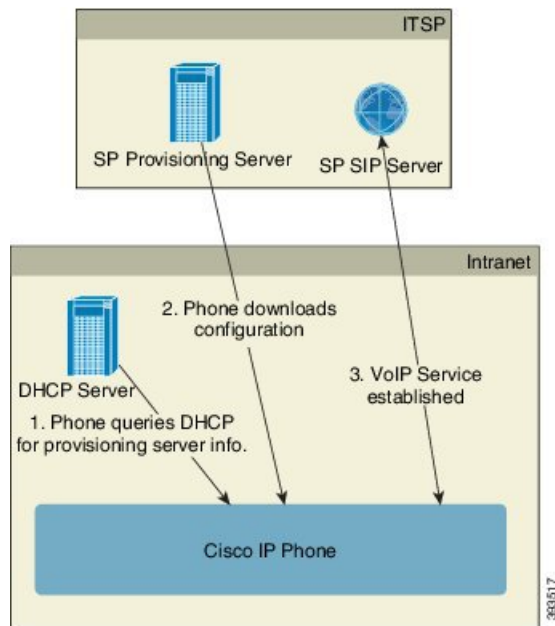 ITSP
SP Provisioning Server
SP SIP Server
Intranet
2. Phone downloads
configuration
DHCP Server
3. VoIP Service
established
1. Phone queries DHCP
for provisioning server info.
Cisco IP Phone
393517